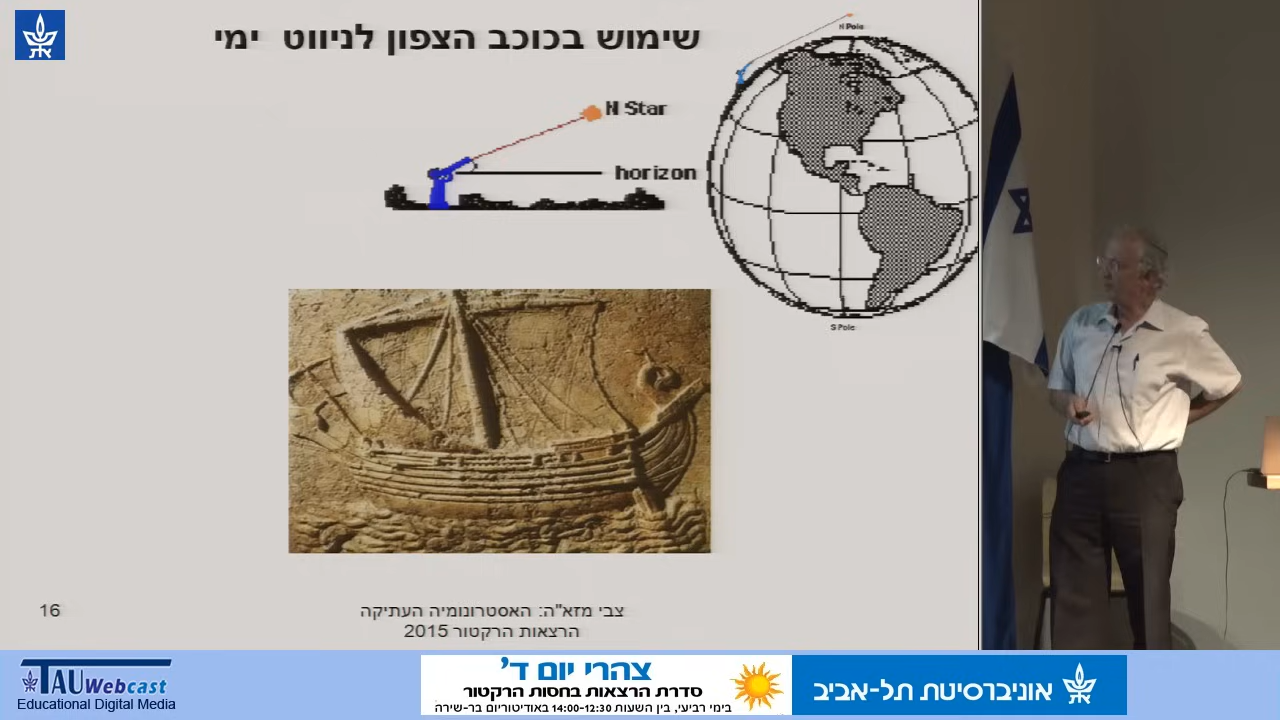 שימוש בכוכב הצפון לניווט ימי
N Pole
N Star
horizon
S Pole
16
צבי מזא"ה: האסטרונומיה העתיקה
הרצאות הרקטור 2015
TAU Webcast
Educational Digital Media
צהרי יום ד'
סדרת הרצאות בחסות הרקטור
בימי רביעי, בין השעות 14:00-12:30 באודיטוריום בר-שירה
אוניברסיטת תל-אביב